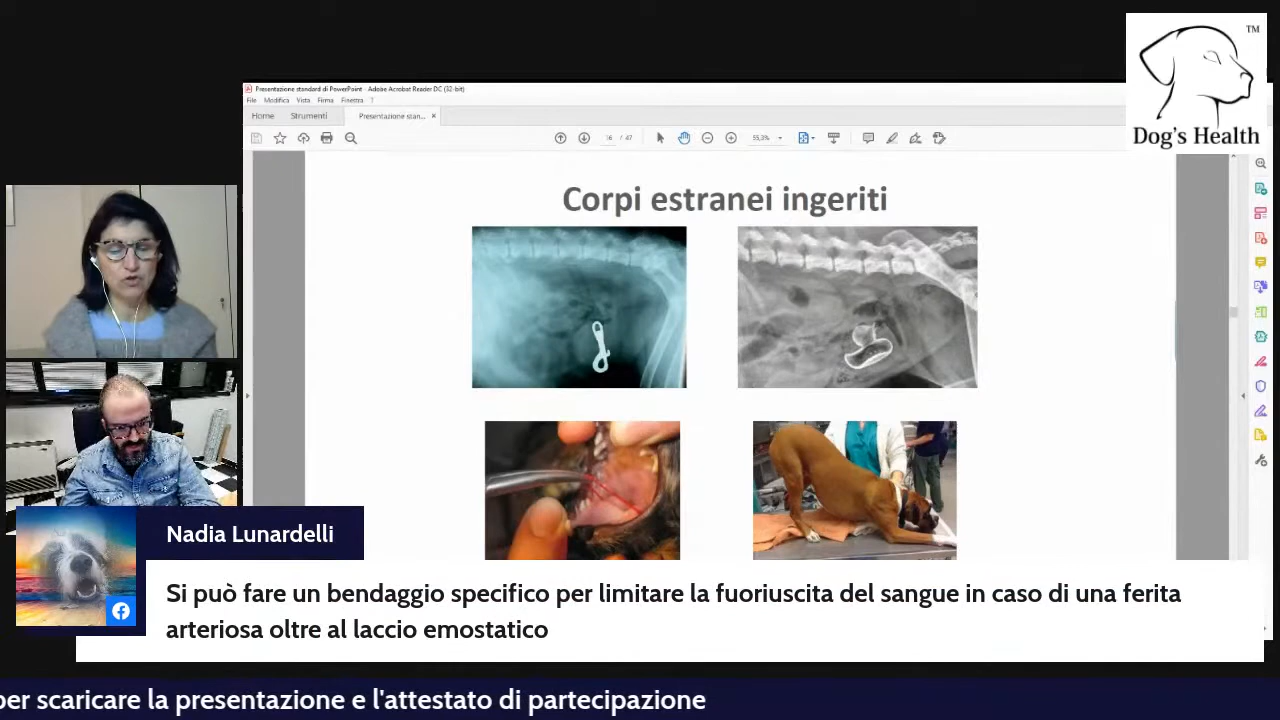 TM
Dog's Health
Presentazione standard di PowerPoint - Adobe Acrobat Reader DC (32-bit)
File Modifica Vista Firma Finestra ?
Home Strumenti Presentazione stan... ×
16 / 47 55,3%
Corpi estranei ingeriti
Nadia Lunardelli
Si può fare un bendaggio specifico per limitare la fuoriuscita del sangue in caso di una ferita
arteriosa oltre al laccio emostatico
per scaricare la presentazione e l'attestato di partecipazione